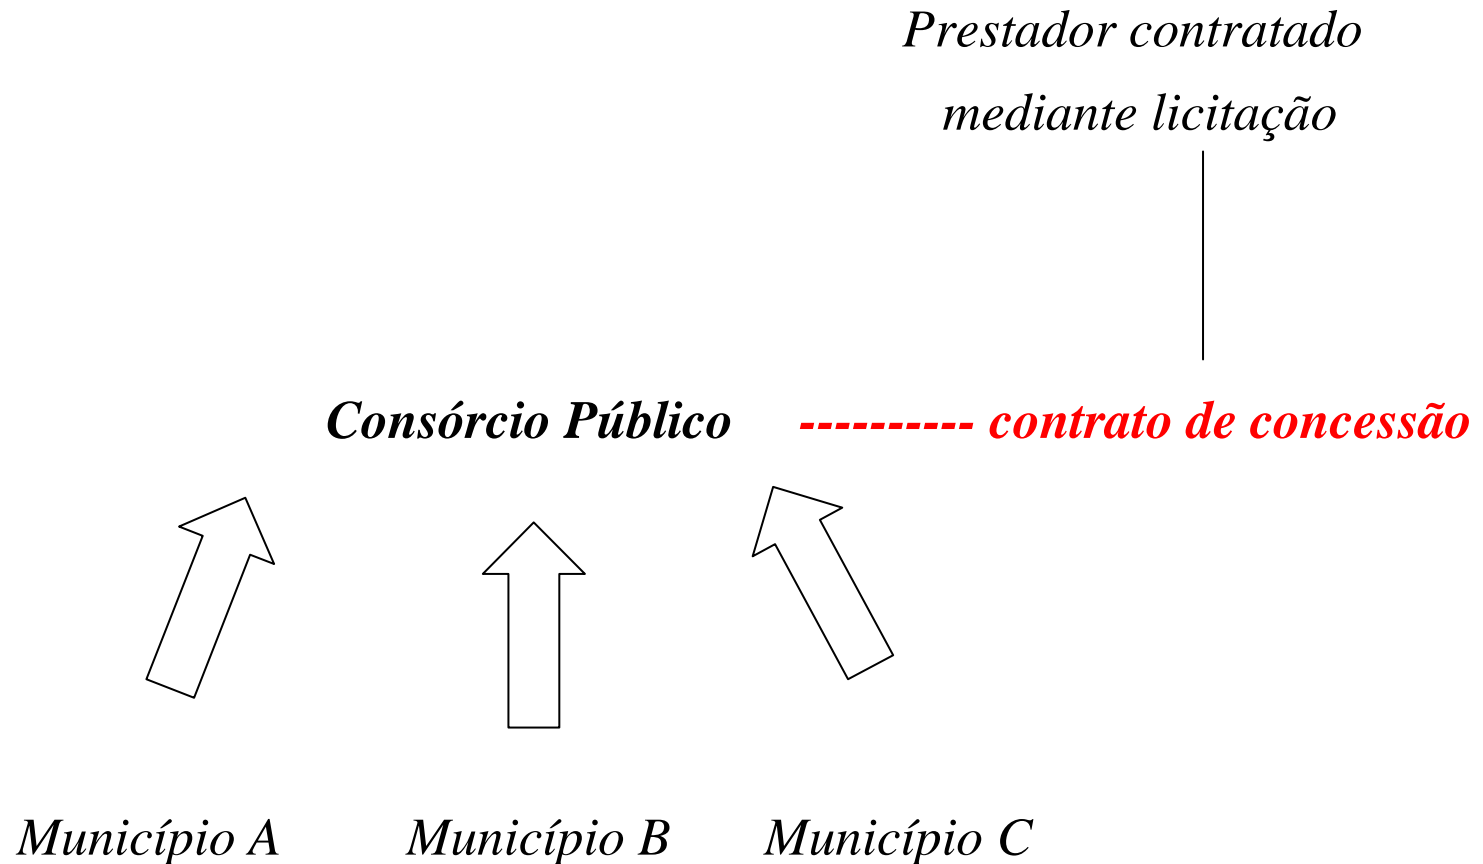 Prestador contratado
mediante licitação
Consórcio Público ---------- contrato de concessão
Município A Município B Município C